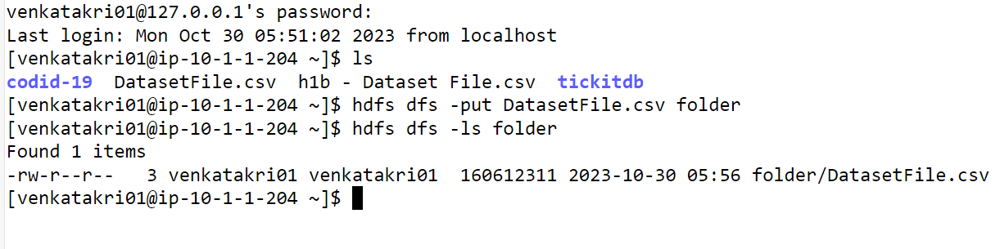 venkatakri01@127.0.0.1's password:
Last login: Mon Oct 30 05:51:02 2023 from localhost
[venkatakri01@ip-10-1-1-204 ~]$ ls
codid-19  DatasetFile.csv  h1b - Dataset File.csv  tickitdb
[venkatakri01@ip-10-1-1-204 ~]$ hdfs dfs -put DatasetFile.csv folder
[venkatakri01@ip-10-1-1-204 ~]$ hdfs dfs -ls folder
Found 1 items
-rw-r--r--   3 venkatakri01 venkatakri01  160612311 2023-10-30 05:56 folder/DatasetFile.csv
[venkatakri01@ip-10-1-1-204 ~]$